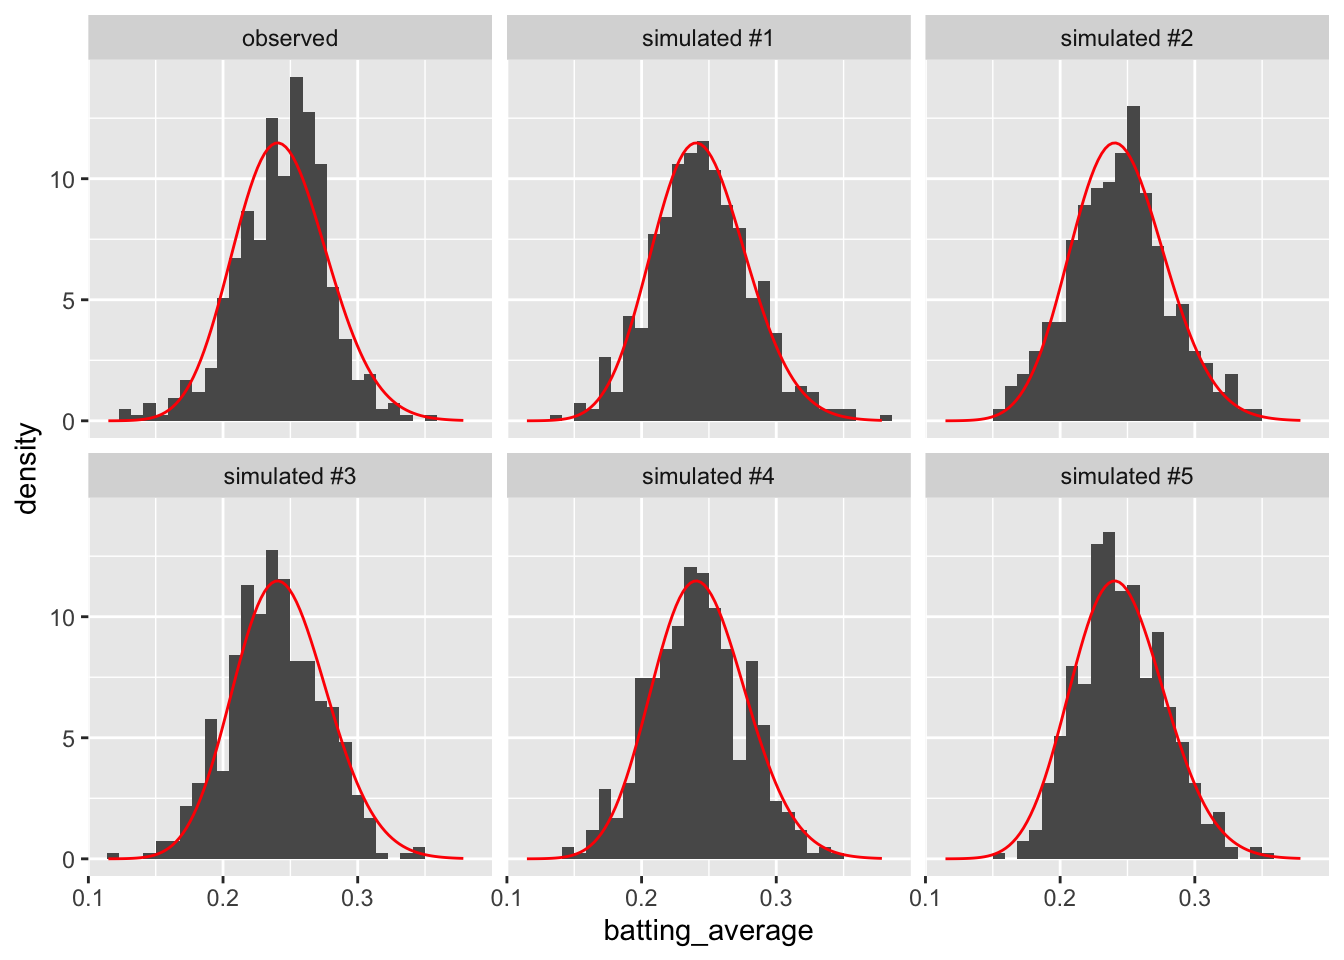 observed
simulated #1
simulated #2
10
5
0
density
simulated #3
simulated #4
simulated #5
10
5
0
0.1
0.2
0.3
0.1
0.2
0.3
0.1
0.2
0.3
batting_average